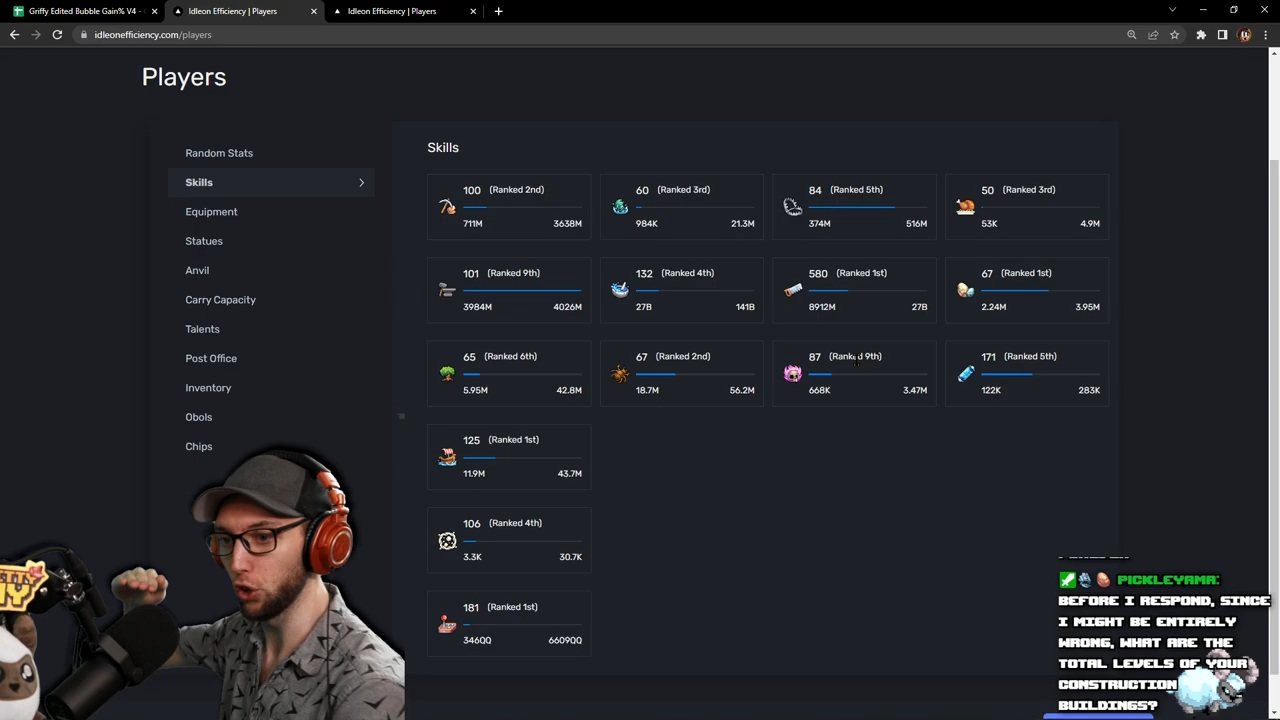 Griffy Edited Bubble Gain% V4 -
Idleon Efficiency | Players
Idleon Efficiency | Players
idleonefficiency.com/players
Players
Random Stats
Skills
Equipment
Statues
Anvil
Carry Capacity
Talents
Post Office
Inventory
Obols
Chips
Skills
100 (Ranked 2nd)
711M 3638M
60 (Ranked 3rd)
984K 21.3M
84 (Ranked 5th)
374M 516M
50 (Ranked 3rd)
53K 4.9M
101 (Ranked 9th)
3984M 4026M
132 (Ranked 4th)
27B 141B
580 (Ranked 1st)
8912M 27B
67 (Ranked 1st)
2.24M 3.95M
65 (Ranked 6th)
5.95M 42.8M
67 (Ranked 2nd)
18.7M 56.2M
87 (Ranked 9th)
668K 3.47M
171 (Ranked 5th)
122K 283K
125 (Ranked 1st)
11.9M 43.7M
106 (Ranked 4th)
3.3K 30.7K
181 (Ranked 1st)
346QQ 6609QQ
PICKLEYAMA:
BEFORE I RESPOND, SINCE
I MIGHT BE ENTIRELY
WRONG, WHAT ARE THE
TOTAL LEVELS OF YOUR
CONSTRUCTION
BUILDINGS?